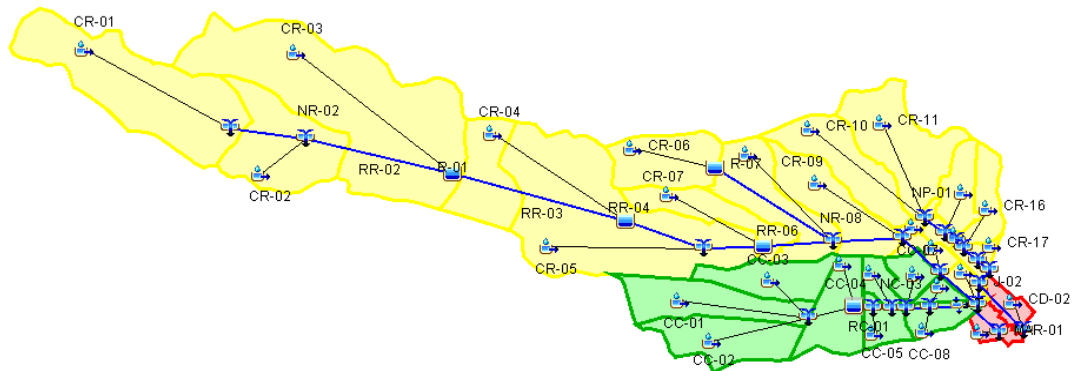 CR-01
CR-03
CR-04
NR-02
CR-02
RR-02
R-01
CR-06
R-07
CR-10
CR-11
CR-09
CR-07
NP-01
CR-16
RR-03
RR-04
RR-06
NR-08
CR-17
CR-05
CC-03
CC-04
NC-03
J-02
CD-02
CC-01
RC-01
MAR-01
CC-02
CC-05
CC-08